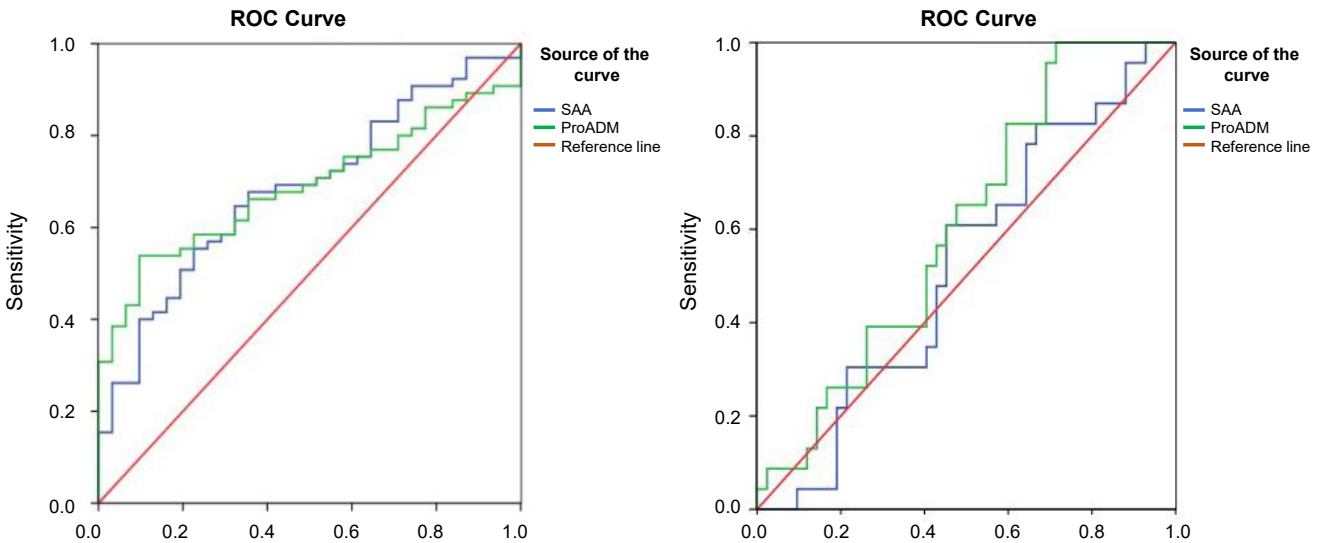 ROC Curve
Source of the
curve
SAA
ProADM
Reference line
Sensitivity
1.0
0.8
0.6
0.4
0.2
0.0
0.0 0.2 0.4 0.6 0.8 1.0
ROC Curve
Source of the
curve
SAA
ProADM
Reference line
Sensitivity
1.0
0.8
0.6
0.4
0.2
0.0
0.0 0.2 0.4 0.6 0.8 1.0